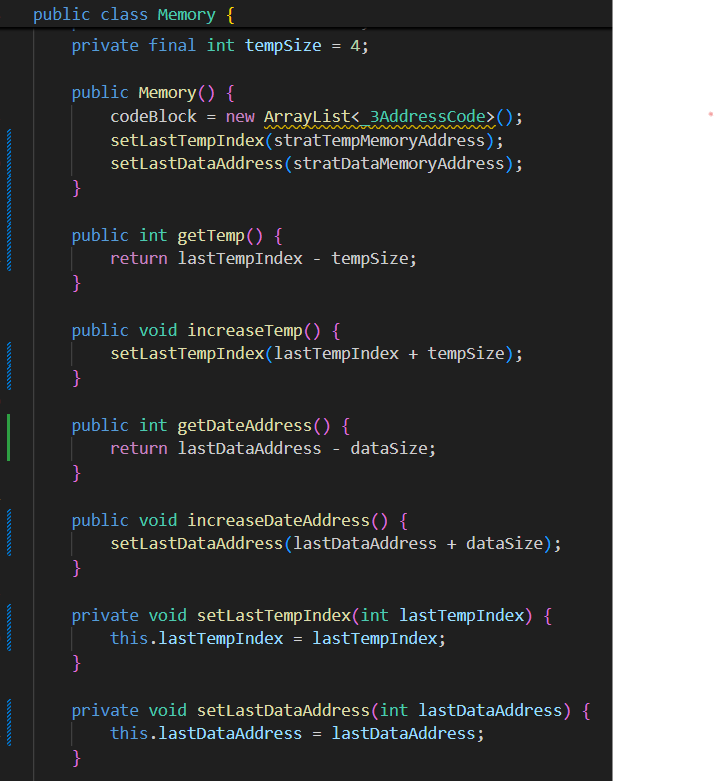 public class Memory {
private final int tempSize = 4;
public Memory() {
codeBlock = new ArrayList<_3AddressCode>();
setLastTempIndex(stratTempMemoryAddress);
setLastDataAddress(stratDataMemoryAddress);
}
public int getTemp() {
return lastTempIndex - tempSize;
}
public void increaseTemp() {
setLastTempIndex(lastTempIndex + tempSize);
}
public int getDateAddress() {
return lastDataAddress - dataSize;
}
public void increaseDateAddress() {
setLastDataAddress(lastDataAddress + dataSize);
}
private void setLastTempIndex(int lastTempIndex) {
this.lastTempIndex = lastTempIndex;
}
private void setLastDataAddress(int lastDataAddress) {
this.lastDataAddress = lastDataAddress;
}